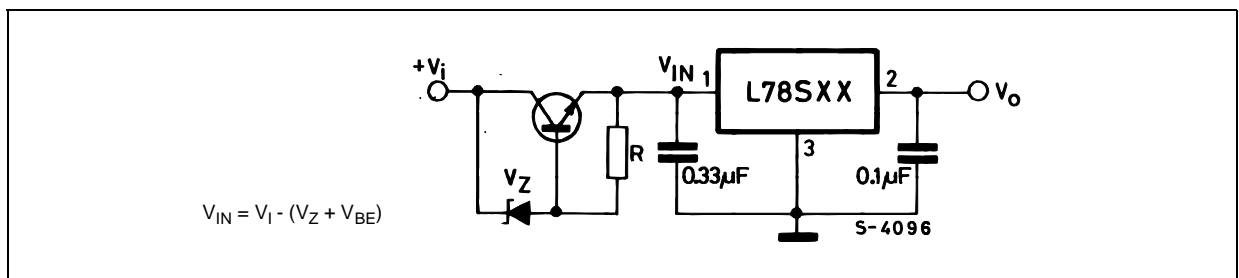 +Vi
VIN 1
L78SXX
2
Vo
3
R
0.33µF
0.1µF
VZ
VIN = VI - (VZ + VBE)
S-4096